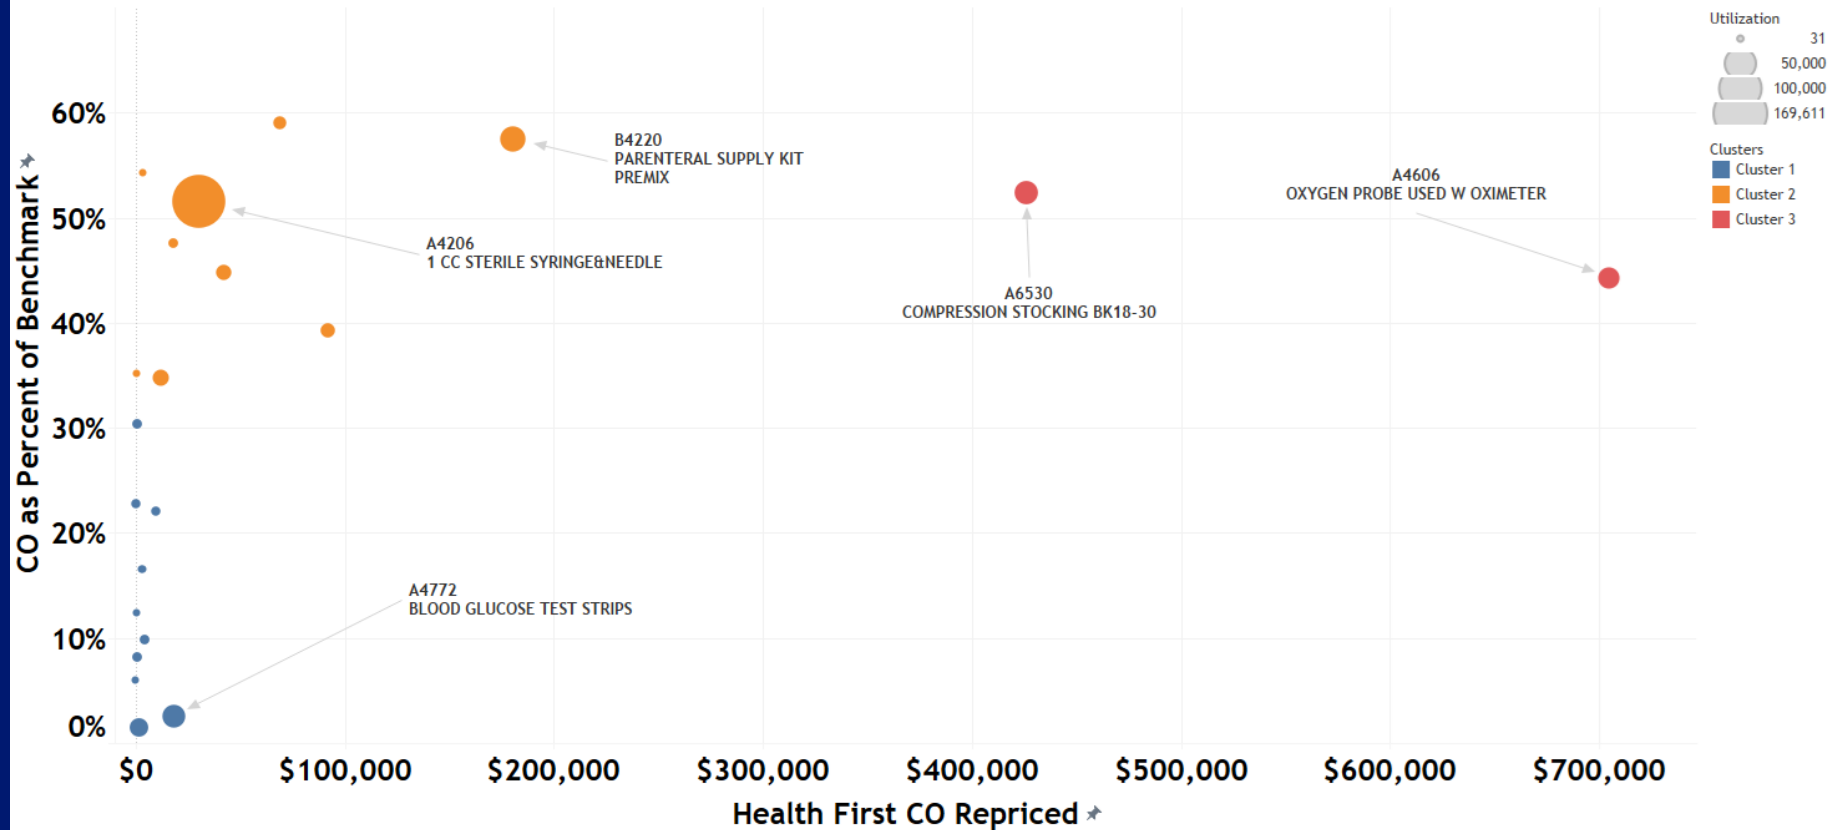 CO as Percent of Benchmark
60%
50%
40%
30%
20%
10%
0%
B4220
PARENTERAL SUPPLY KIT
PREMIX
A4206
1 CC STERILE SYRINGE&NEEDLE
A6530
COMPRESSION STOCKING BK18-30
A4606
OXYGEN PROBE USED W OXIMETER
A4772
BLOOD GLUCOSE TEST STRIPS
$0
$100,000
$200,000
$300,000
$400,000
$500,000
$600,000
$700,000
Health First CO Repriced
Utilization
31
50,000
100,000
169,611
Clusters
Cluster 1
Cluster 2
Cluster 3